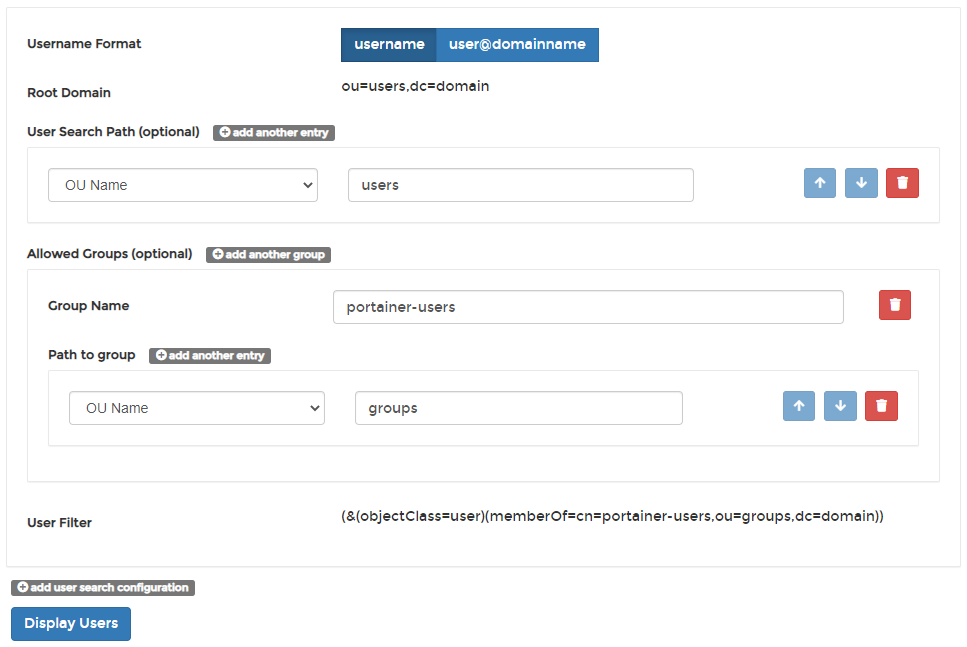 Username Format
username user@domainname
Root Domain
ou=users,dc=domain
User Search Path (optional) add another entry
OU Name users
Allowed Groups (optional) add another group
Group Name portainer-users
Path to group add another entry
OU Name groups
User Filter
(&(objectClass=user)(memberOf=cn=portainer-users,ou=groups,dc=domain))
add user search configuration
Display Users